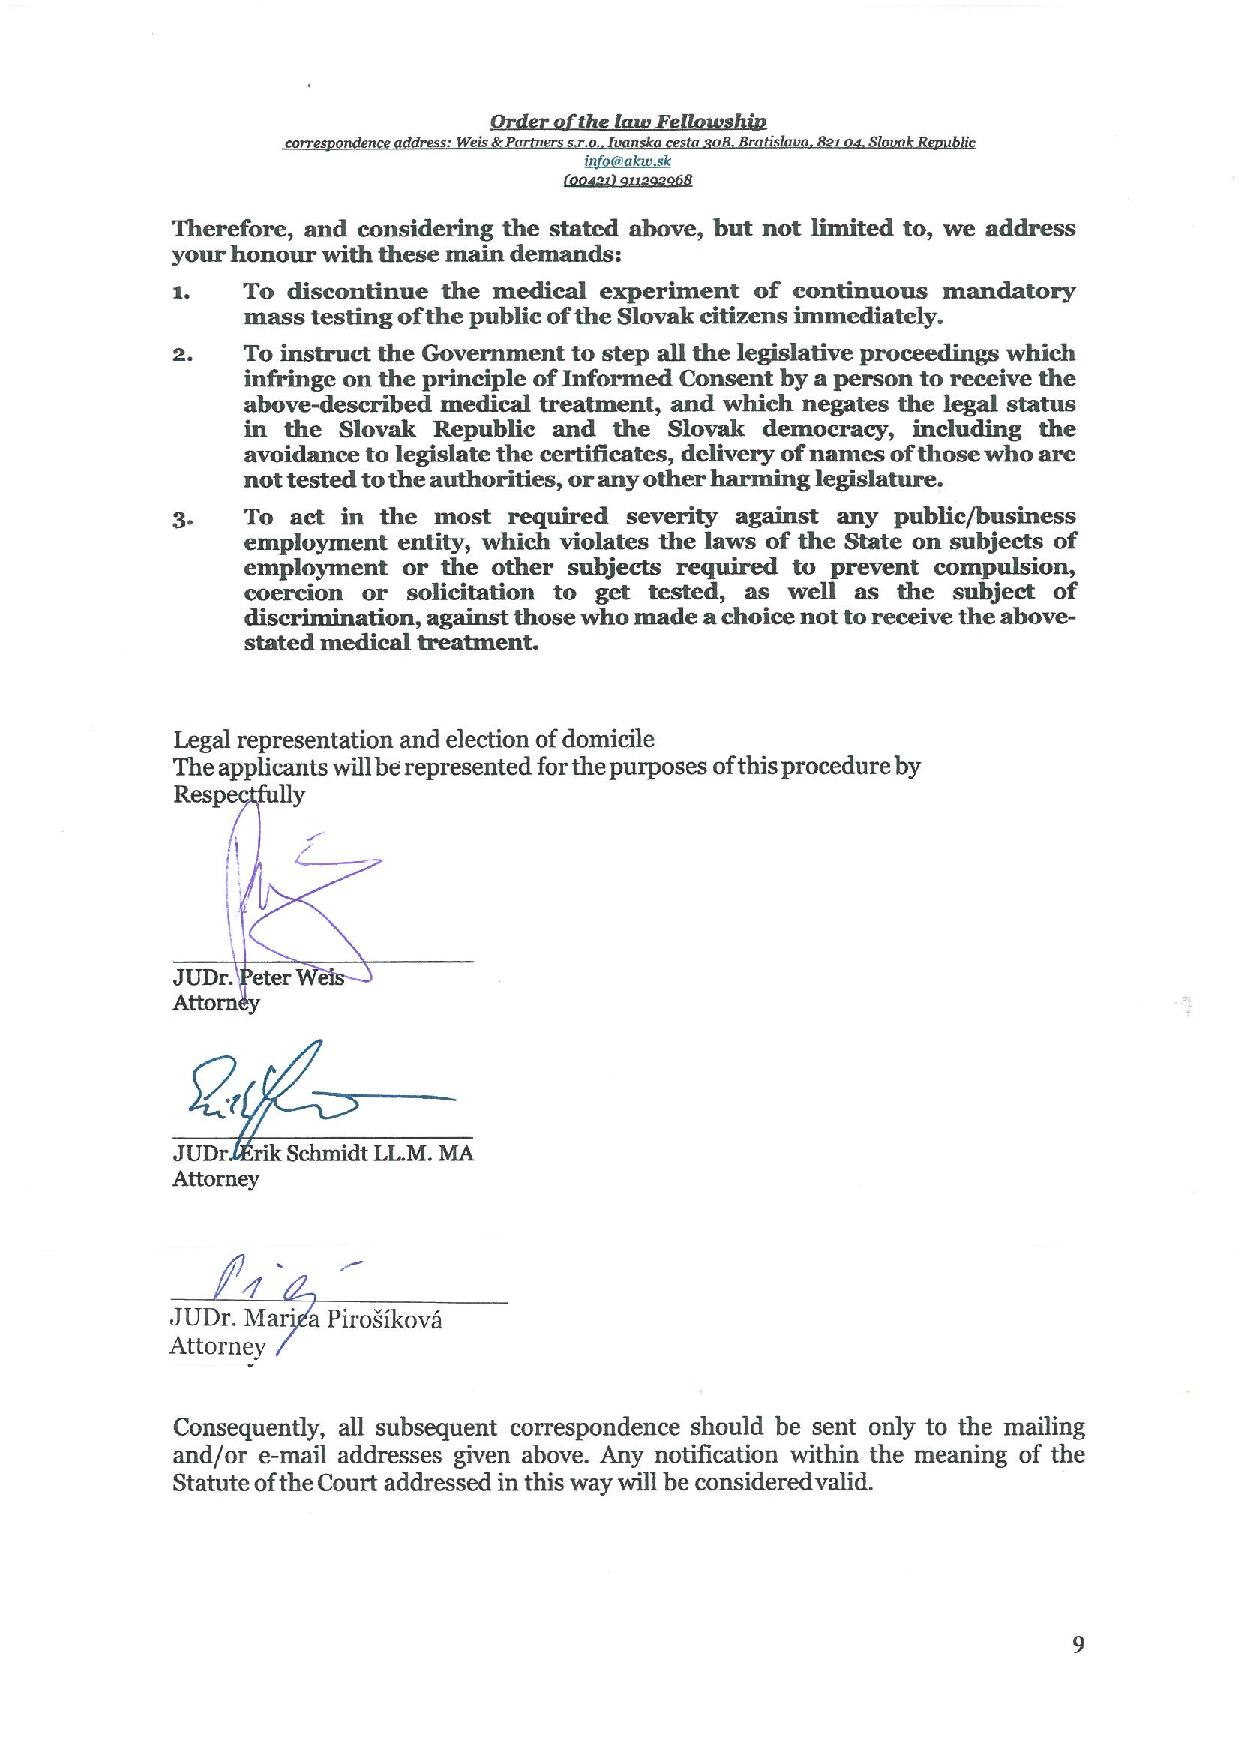 Order of the law Fellowship
correspondence address: Weis & Partners s.r.o., Ivanska cesta 30B, Bratislava, 821 04, Slovak Republic
info@akw.sk
(00421) 911292968
Therefore, and considering the stated above, but not limited to, we address
your honour with these main demands:
1. To discontinue the medical experiment of continuous mandatory
mass testing of the public of the Slovak citizens immediately.
2. To instruct the Government to step all the legislative proceedings which
infringe on the principle of Informed Consent by a person to receive the
above-described medical treatment, and which negates the legal status
in the Slovak Republic and the Slovak democracy, including the
avoidance to legislate the certificates, delivery of names of those who are
not tested to the authorities, or any other harming legislature.
3. To act in the most required severity against any public/business
employment entity, which violates the laws of the State on subjects of
employment or the other subjects required to prevent compulsion,
coercion or solicitation to get tested, as well as the subject of
discrimination, against those who made a choice not to receive the above-
stated medical treatment.
Legal representation and election of domicile
The applicants will be represented for the purposes of this procedure by
Respectfully
JUDr. Peter Weis
Attorney
JUDr. Erik Schmidt LL.M. MA
Attorney
JUDr. Marica Pirošíková
Attorney
Consequently, all subsequent correspondence should be sent only to the mailing
and/or e-mail addresses given above. Any notification within the meaning of the
Statute of the Court addressed in this way will be considered valid.
9